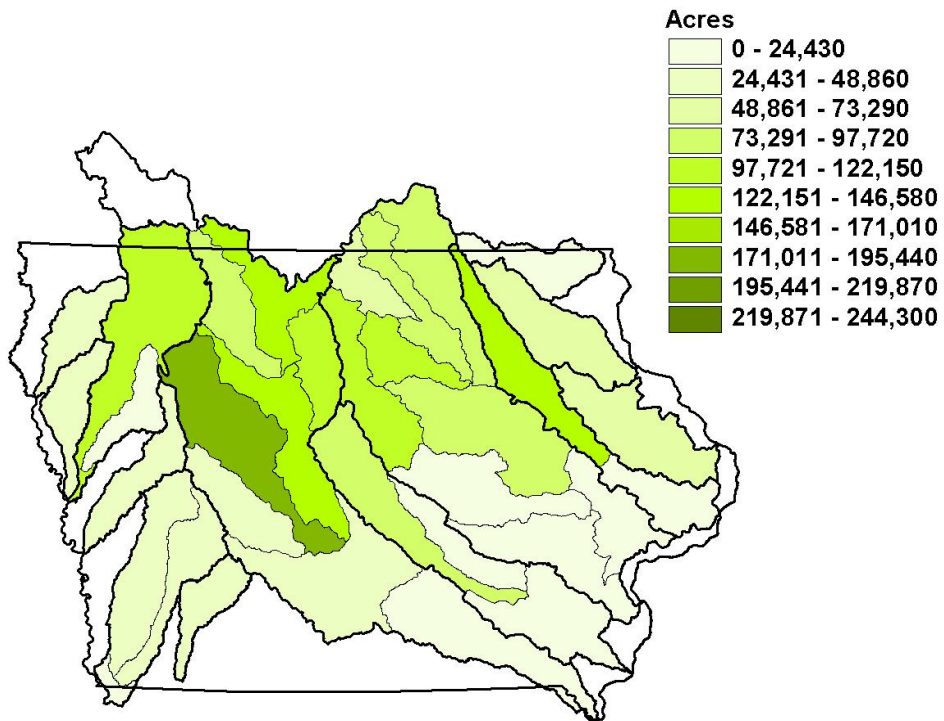 Acres
0 - 24,430
24,431 - 48,860
48,861 - 73,290
73,291 - 97,720
97,721 - 122,150
122,151 - 146,580
146,581 - 171,010
171,011 - 195,440
195,441 - 219,870
219,871 - 244,300